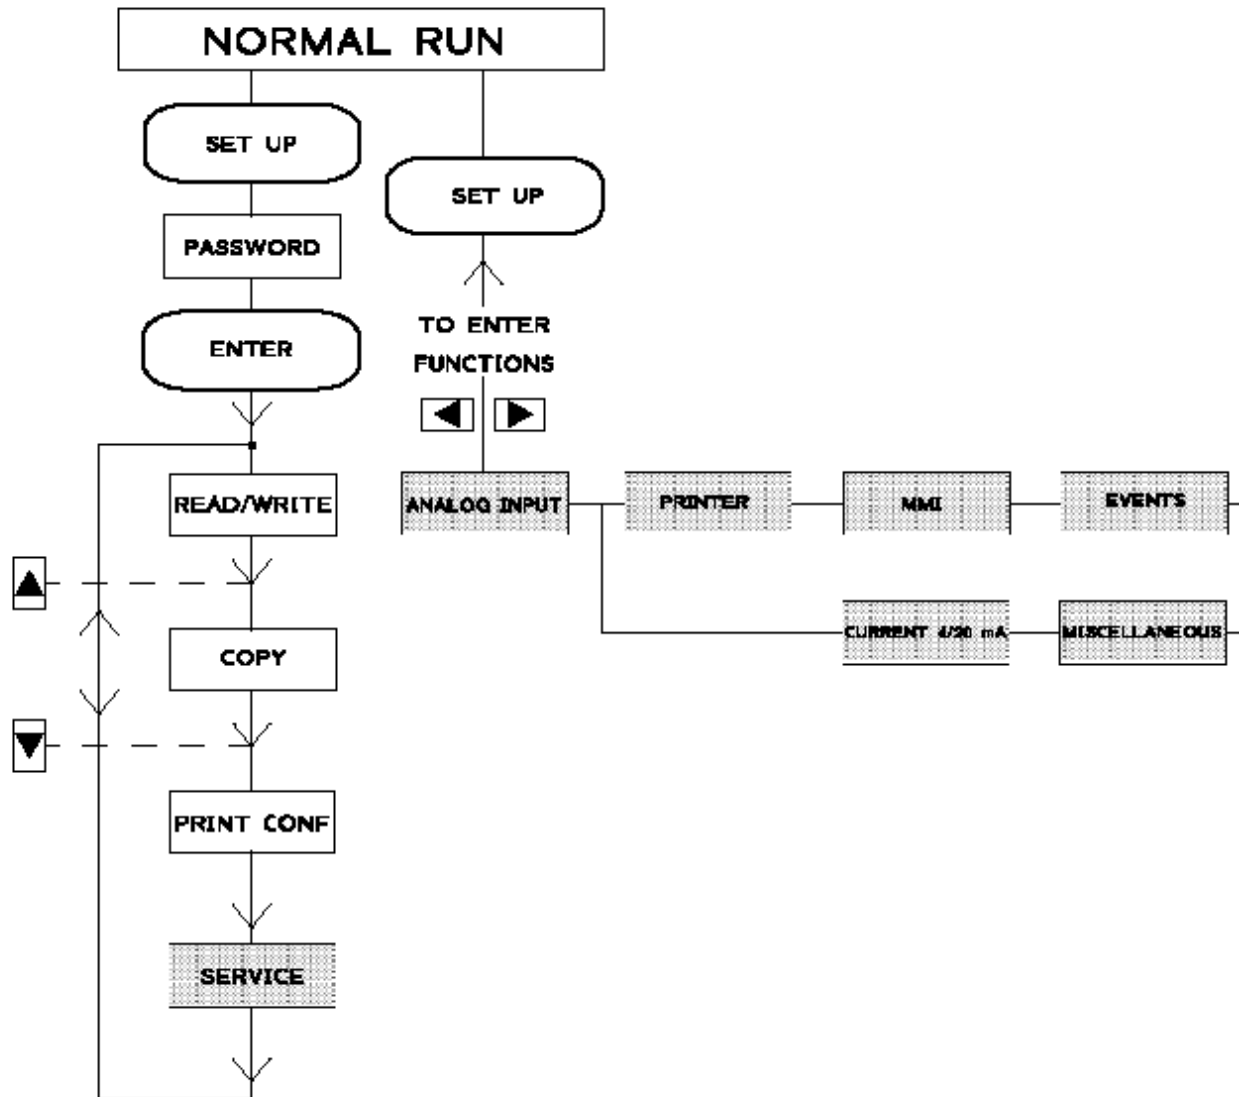 NORMAL RUN
SET UP
SET UP
PASSWORD
TO ENTER
FUNCTIONS
ENTER
READ/WRITE
ANALOG INPUT
PRINTER
MMI
EVENTS
COPY
CURRENT 4/20 mA
MISCELLANEOUS
PRINT CONF
SERVICE